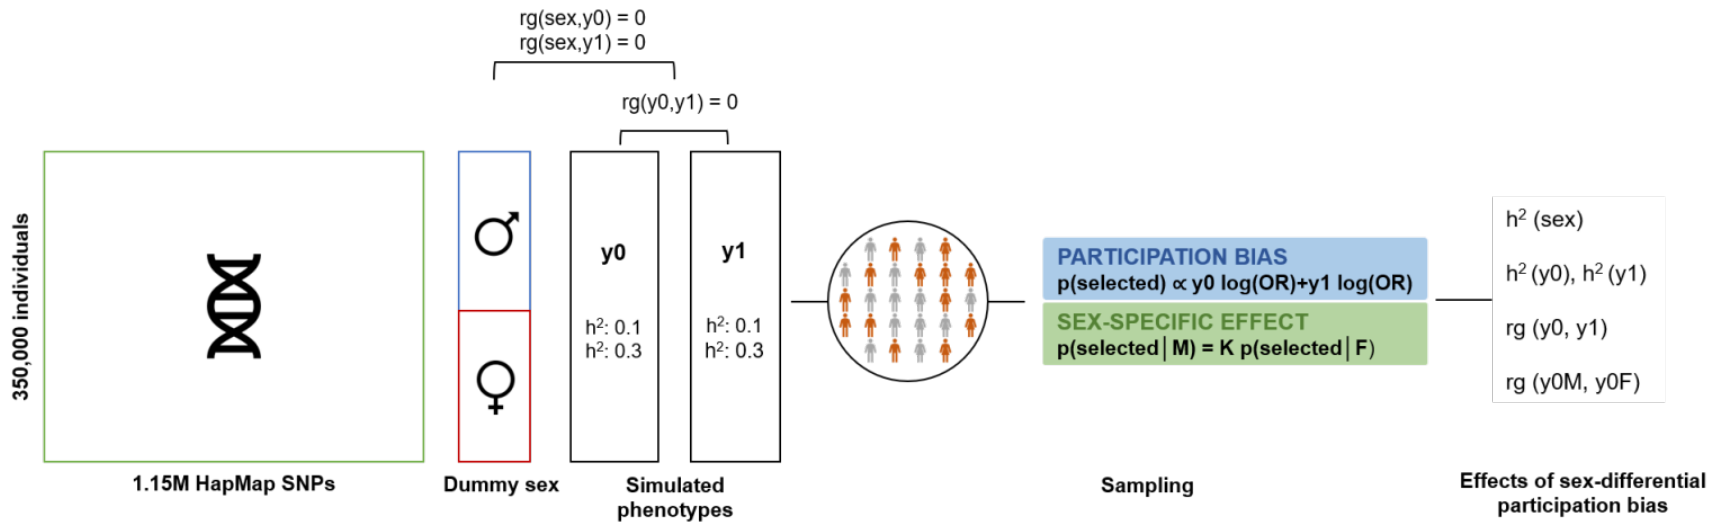 rg(sex,y0) = 0
rg(sex,y1) = 0
rg(y0,y1) = 0
350,000 individuals
y0
h²: 0.1
h²: 0.3
y1
h²: 0.1
h²: 0.3
PARTICIPATION BIAS
p(selected) ∝ y0 log(OR)+y1 log(OR)
SEX-SPECIFIC EFFECT
p(selected|M) = K p(selected|F)
h² (sex)
h² (y0), h² (y1)
rg (y0, y1)
rg (y0M, y0F)
1.15M HapMap SNPs
Dummy sex
Simulated
phenotypes
Sampling
Effects of sex-differential
participation bias